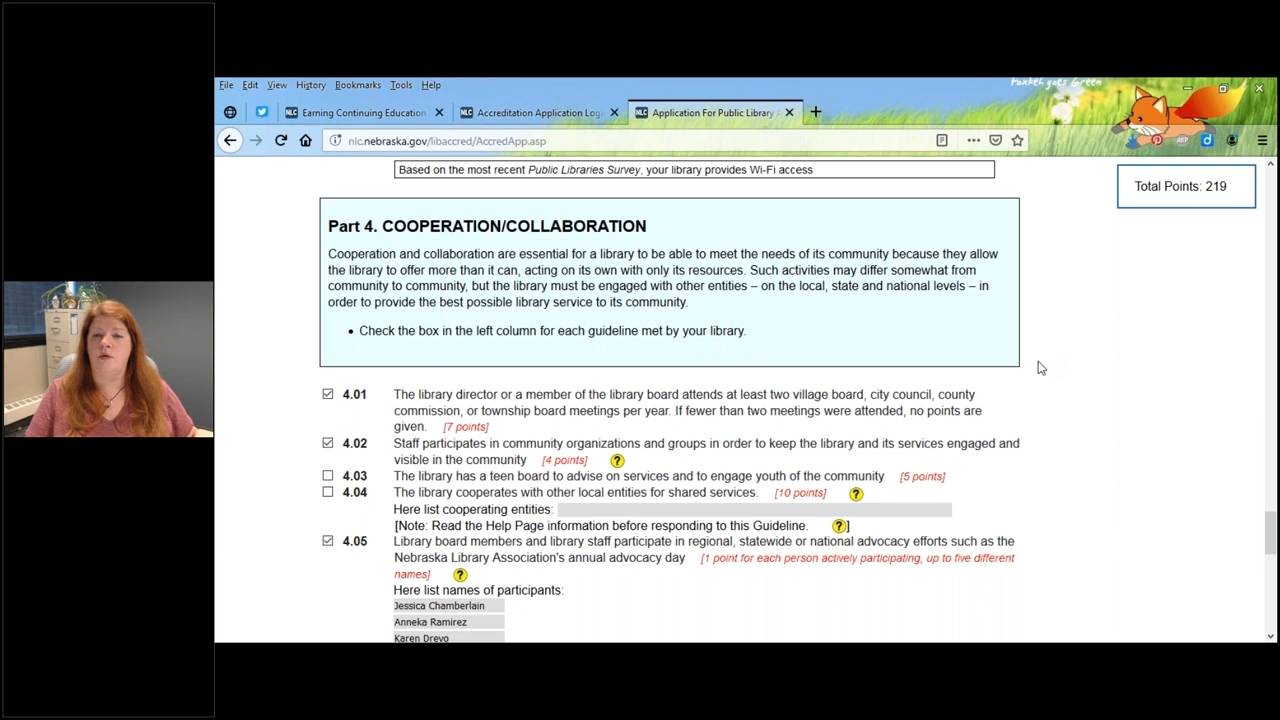 Foxkeh goes Green
File Edit View History Bookmarks Tools Help
NLC Earning Continuing Education
NLC Accreditation Application Log
NLC Application For Public Library
nlc.nebraska.gov/libaccred/AccredApp.asp
Based on the most recent Public Libraries Survey, your library provides Wi-Fi access
Total Points: 219
Part 4. COOPERATION/COLLABORATION
Cooperation and collaboration are essential for a library to be able to meet the needs of its community because they allow
the library to offer more than it can, acting on its own with only its resources. Such activities may differ somewhat from
community to community, but the library must be engaged with other entities – on the local, state and national levels – in
order to provide the best possible library service to its community.
• Check the box in the left column for each guideline met by your library.
4.01 The library director or a member of the library board attends at least two village board, city council, county
commission, or township board meetings per year. If fewer than two meetings were attended, no points are
given. [7 points]
4.02 Staff participates in community organizations and groups in order to keep the library and its services engaged and
visible in the community [4 points] ?
4.03 The library has a teen board to advise on services and to engage youth of the community [5 points]
4.04 The library cooperates with other local entities for shared services. [10 points] ?
Here list cooperating entities:
[Note: Read the Help Page information before responding to this Guideline. ?]
4.05 Library board members and library staff participate in regional, statewide or national advocacy efforts such as the
Nebraska Library Association's annual advocacy day [1 point for each person actively participating, up to five different
names] ?
Here list names of participants:
Jessica Chamberlain
Anneka Ramirez
Karen Drevo